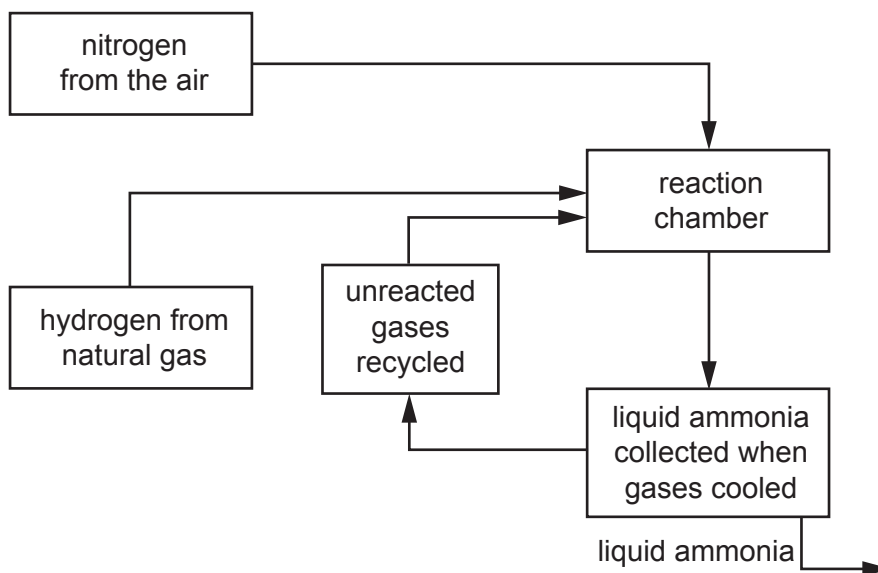 nitrogen
from the air
reaction
chamber
hydrogen from
natural gas
unreacted
gases
recycled
liquid ammonia
collected when
gases cooled
liquid ammonia